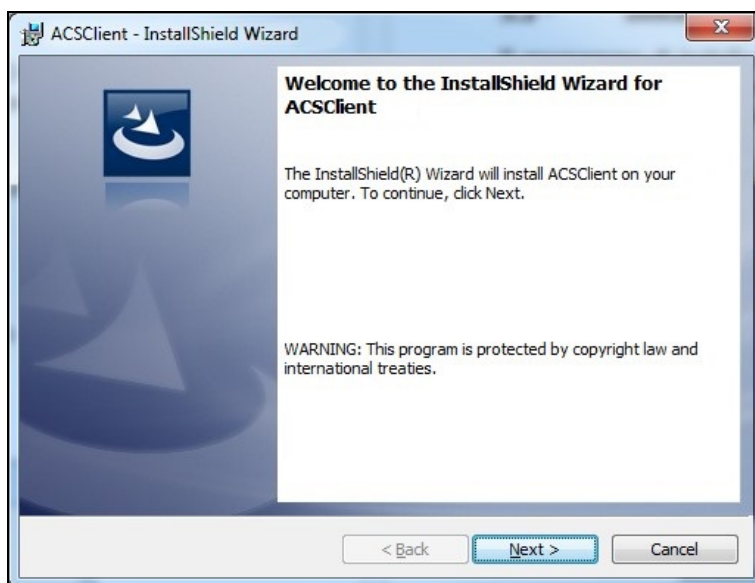 ACSClient - InstallShield Wizard
Welcome to the InstallShield Wizard for
ACSClient
The InstallShield(R) Wizard will install ACSClient on your
computer. To continue, click Next.
WARNING: This program is protected by copyright law and
international treaties.
< Back Next > Cancel